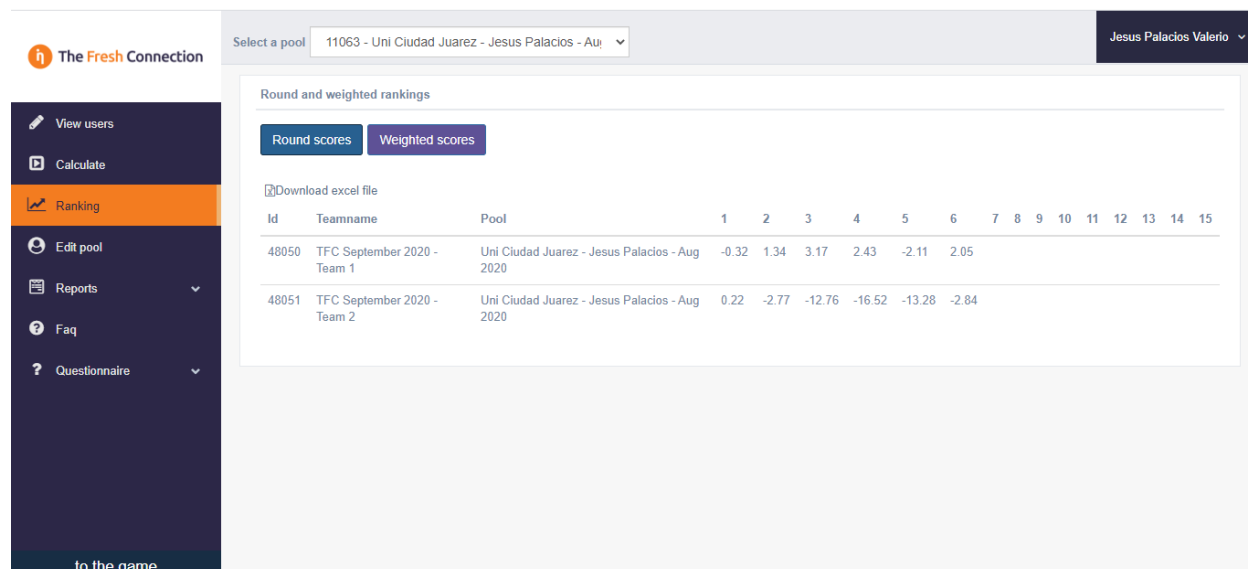 The Fresh Connection
Select a pool 11063 - Uni Ciudad Juarez - Jesus Palacios - Au
Jesus Palacios Valerio
View users
Calculate
Ranking
Edit pool
Reports
Faq
Questionnaire
to the game
Round and weighted rankings
Round scores Weighted scores
Download excel file
Id Teamname Pool 1 2 3 4 5 6 7 8 9 10 11 12 13 14 15
48050 TFC September 2020 - Uni Ciudad Juarez - Jesus Palacios - Aug -0.32 1.34 3.17 2.43 -2.11 2.05
Team 1 2020
48051 TFC September 2020 - Uni Ciudad Juarez - Jesus Palacios - Aug 0.22 -2.77 -12.76 -16.52 -13.28 -2.84
Team 2 2020